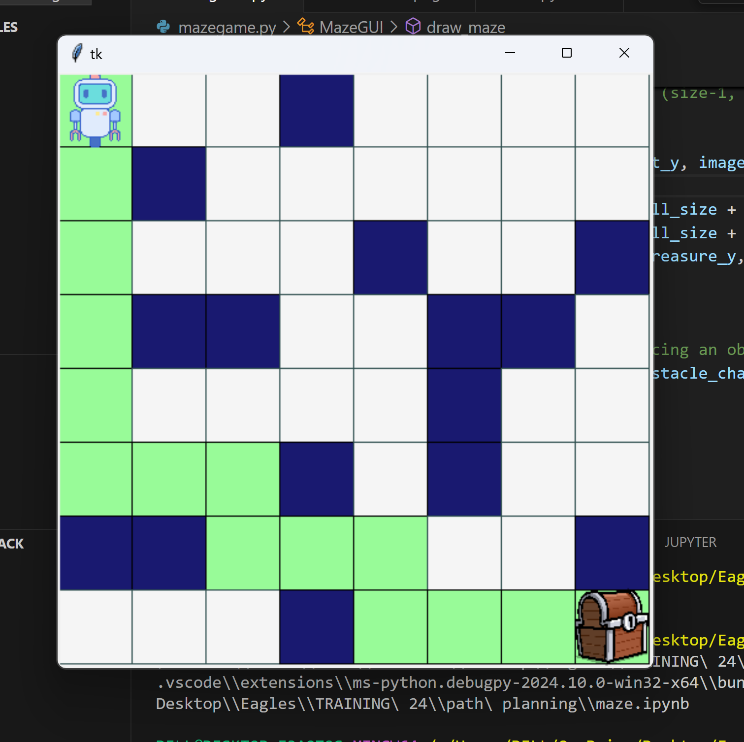 LES
mazegame.py > MazeGUI > draw_maze
tk
(size-1,
t_y, image
ll_size +
ll_size +
reasure_y,
cing an ob
stacle_cha
ACK
JUPYTER
esktop/Eag
esktop/Eag
INING\ 24\
.vscode\\extensions\\ms-python.debugpy-2024.10.0-win32-x64\\bun
Desktop\\Eagles\\TRAINING\ 24\\path\ planning\\maze.ipynb